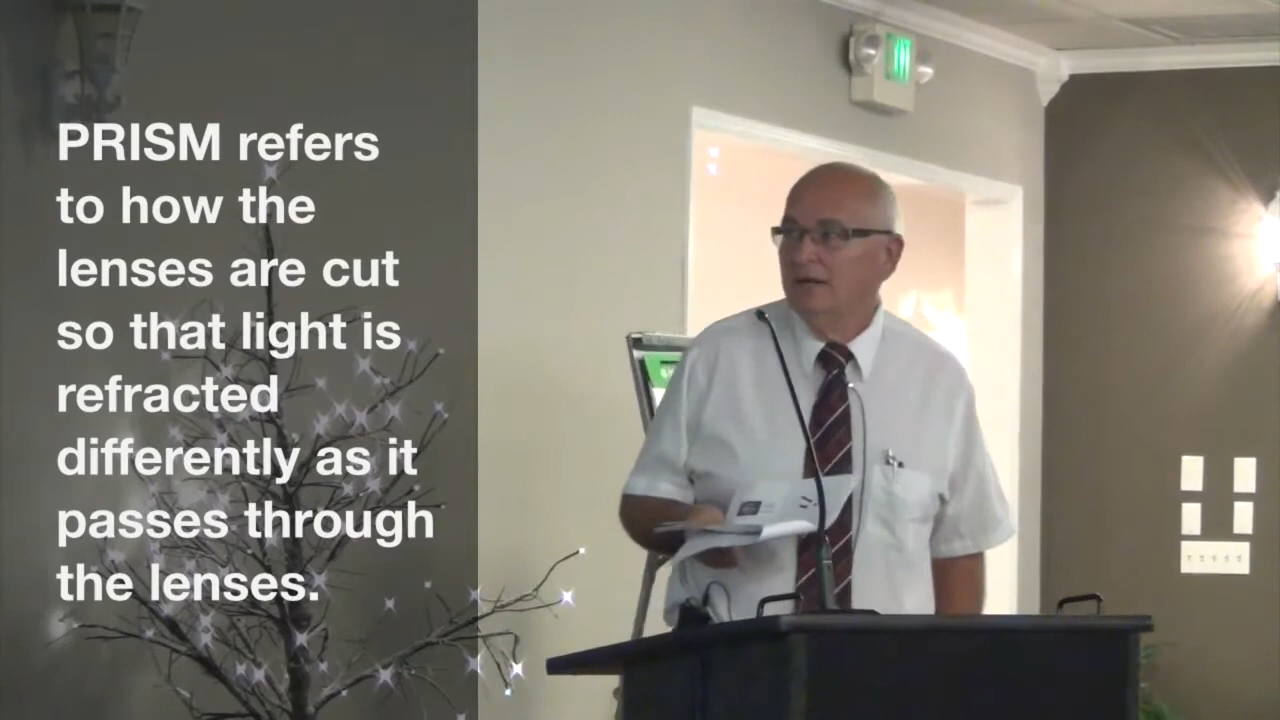 PRISM refers
to how the
lenses are cut
so that light is
refracted
differently as it
passes through
the lenses.